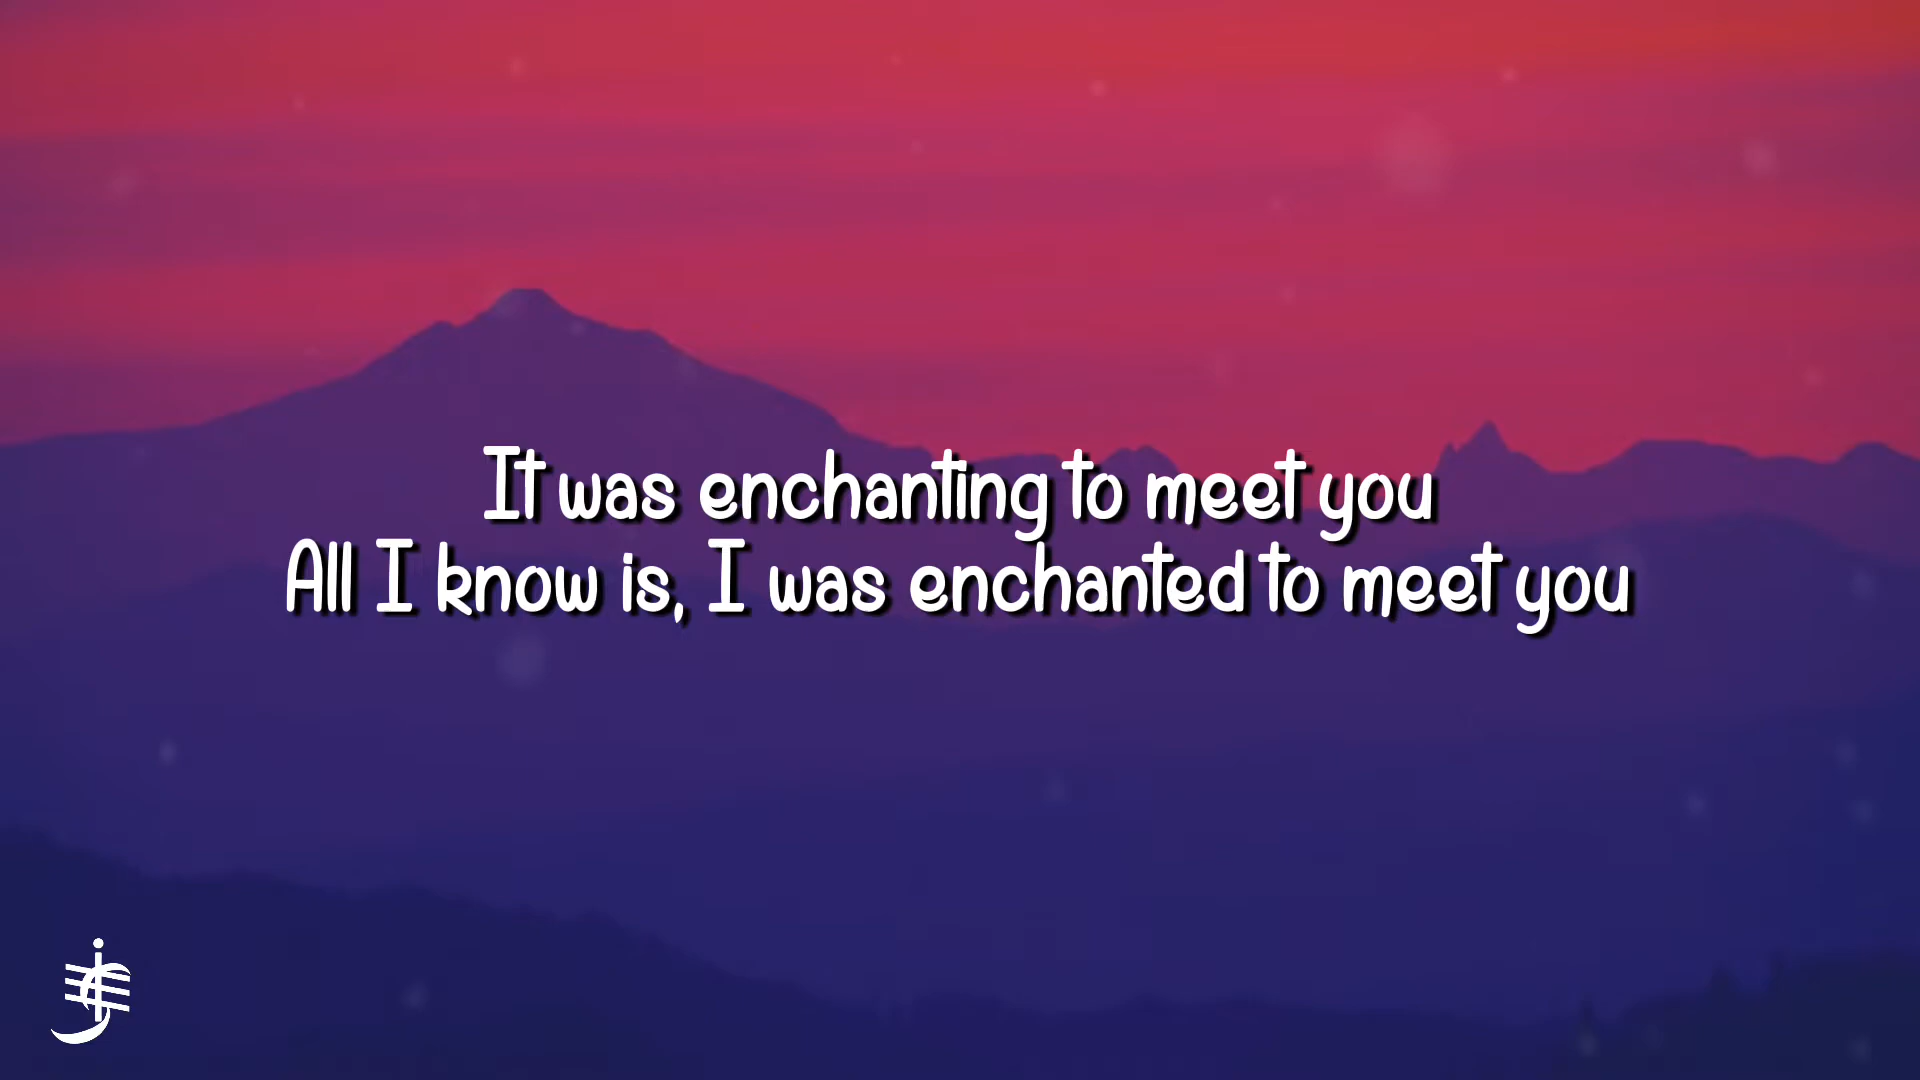 It was enchanting to meet you
All I know is, I was enchanted to meet you